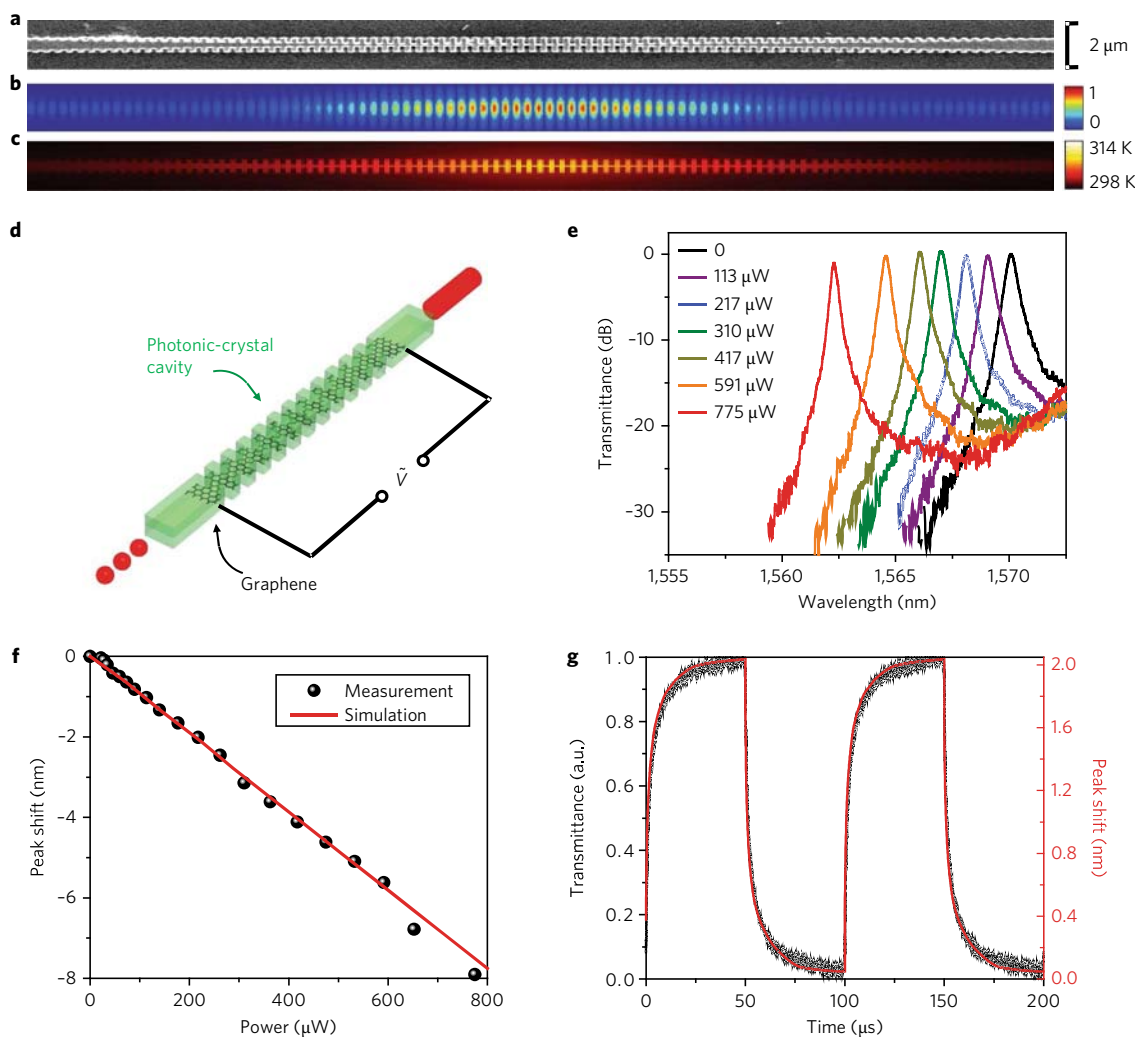 a
2 μm
b
1
0
c
314 K
298 K
d
Photonic-crystal
cavity
Ṽ
Graphene
e
0
113 μW
217 μW
310 μW
417 μW
591 μW
775 μW
0
−10
−20
−30
Transmittance (dB)
1,555
1,560
1,565
1,570
Wavelength (nm)
f
Measurement
Simulation
0
−2
−4
−6
−8
Peak shift (nm)
0
200
400
600
800
Power (μW)
g
1.0
0.8
0.6
0.4
0.2
0.0
Transmittance (a.u.)
2.0
1.6
1.2
0.8
0.4
0.0
Peak shift (nm)
0
50
100
150
200
Time (μs)